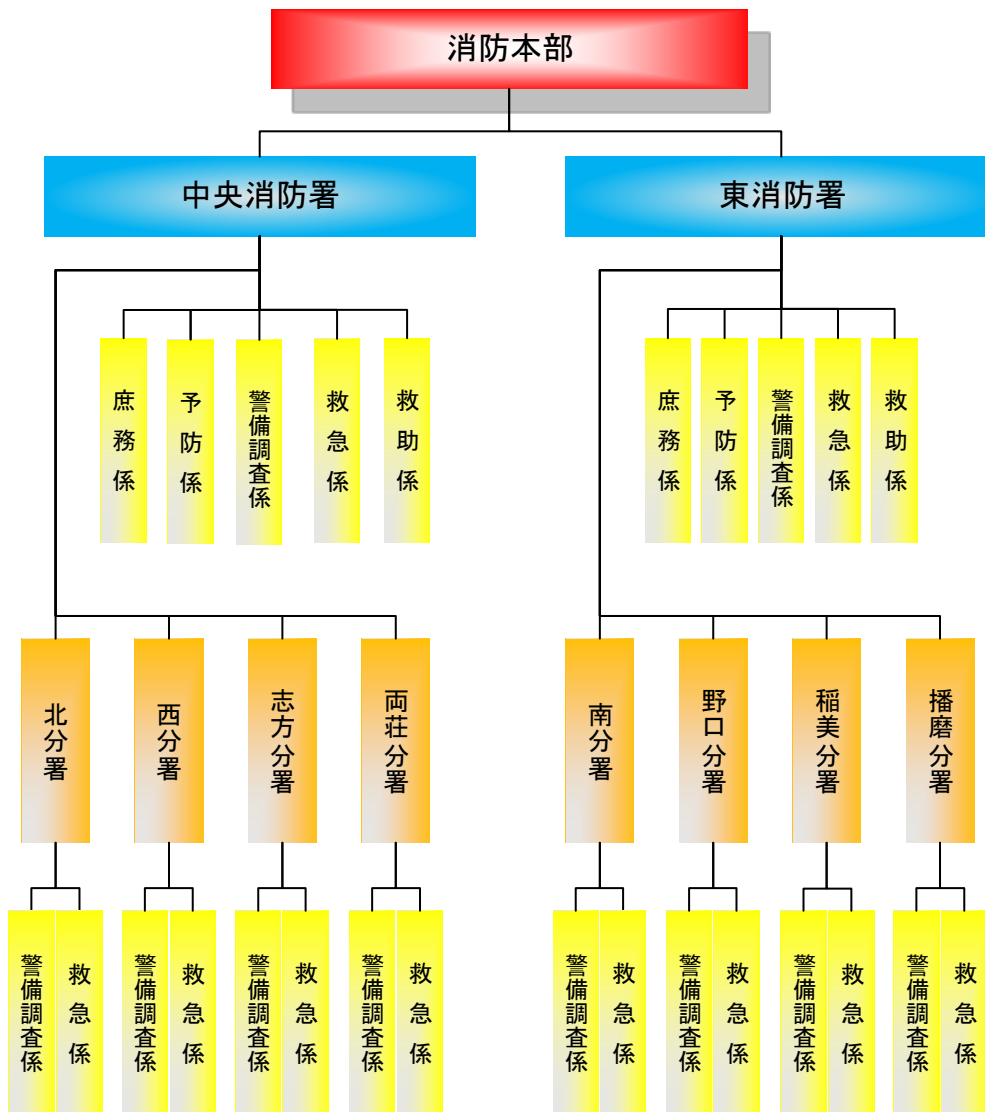 消防本部
中央消防署
東消防署
庶務係
予防係
警備調査係
救急係
救助係
庶務係
予防係
警備調査係
救急係
救助係
北分署
西分署
志方分署
両荘分署
南分署
野口分署
稲美分署
播磨分署
警備調査係
救急係
警備調査係
救急係
警備調査係
救急係
警備調査係
救急係
警備調査係
救急係
警備調査係
救急係
警備調査係
救急係
警備調査係
救急係